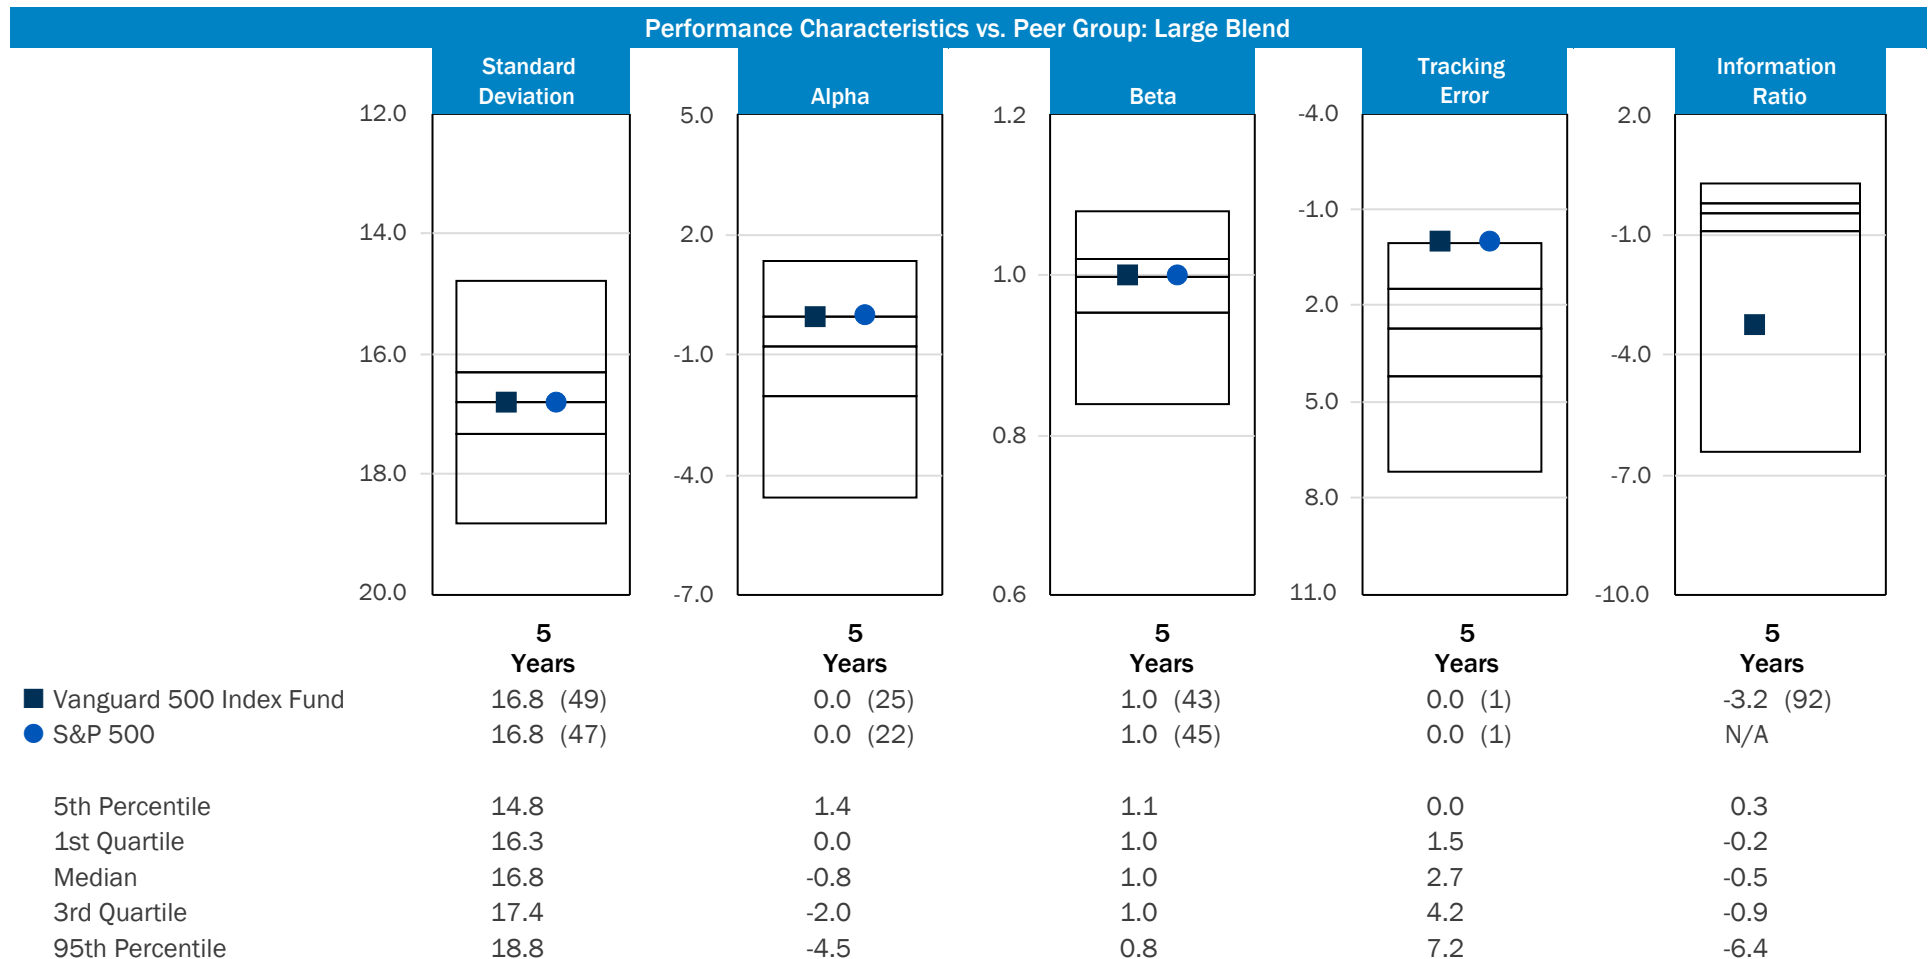 Performance Characteristics vs. Peer Group: Large Blend
Standard Deviation
Alpha
Beta
Tracking Error
Information Ratio
12.0
14.0
16.0
18.0
20.0
5.0
2.0
-1.0
-4.0
-7.0
1.2
1.0
0.8
0.6
-4.0
-1.0
2.0
5.0
8.0
11.0
2.0
-1.0
-4.0
-7.0
-10.0
5 Years 5 Years 5 Years 5 Years 5 Years
Vanguard 500 Index Fund 16.8 (49) 0.0 (25) 1.0 (43) 0.0 (1) -3.2 (92)
S&P 500 16.8 (47) 0.0 (22) 1.0 (45) 0.0 (1) N/A
5th Percentile 14.8 1.4 1.1 0.0 0.3
1st Quartile 16.3 0.0 1.0 1.5 -0.2
Median 16.8 -0.8 1.0 2.7 -0.5
3rd Quartile 17.4 -2.0 1.0 4.2 -0.9
95th Percentile 18.8 -4.5 0.8 7.2 -6.4